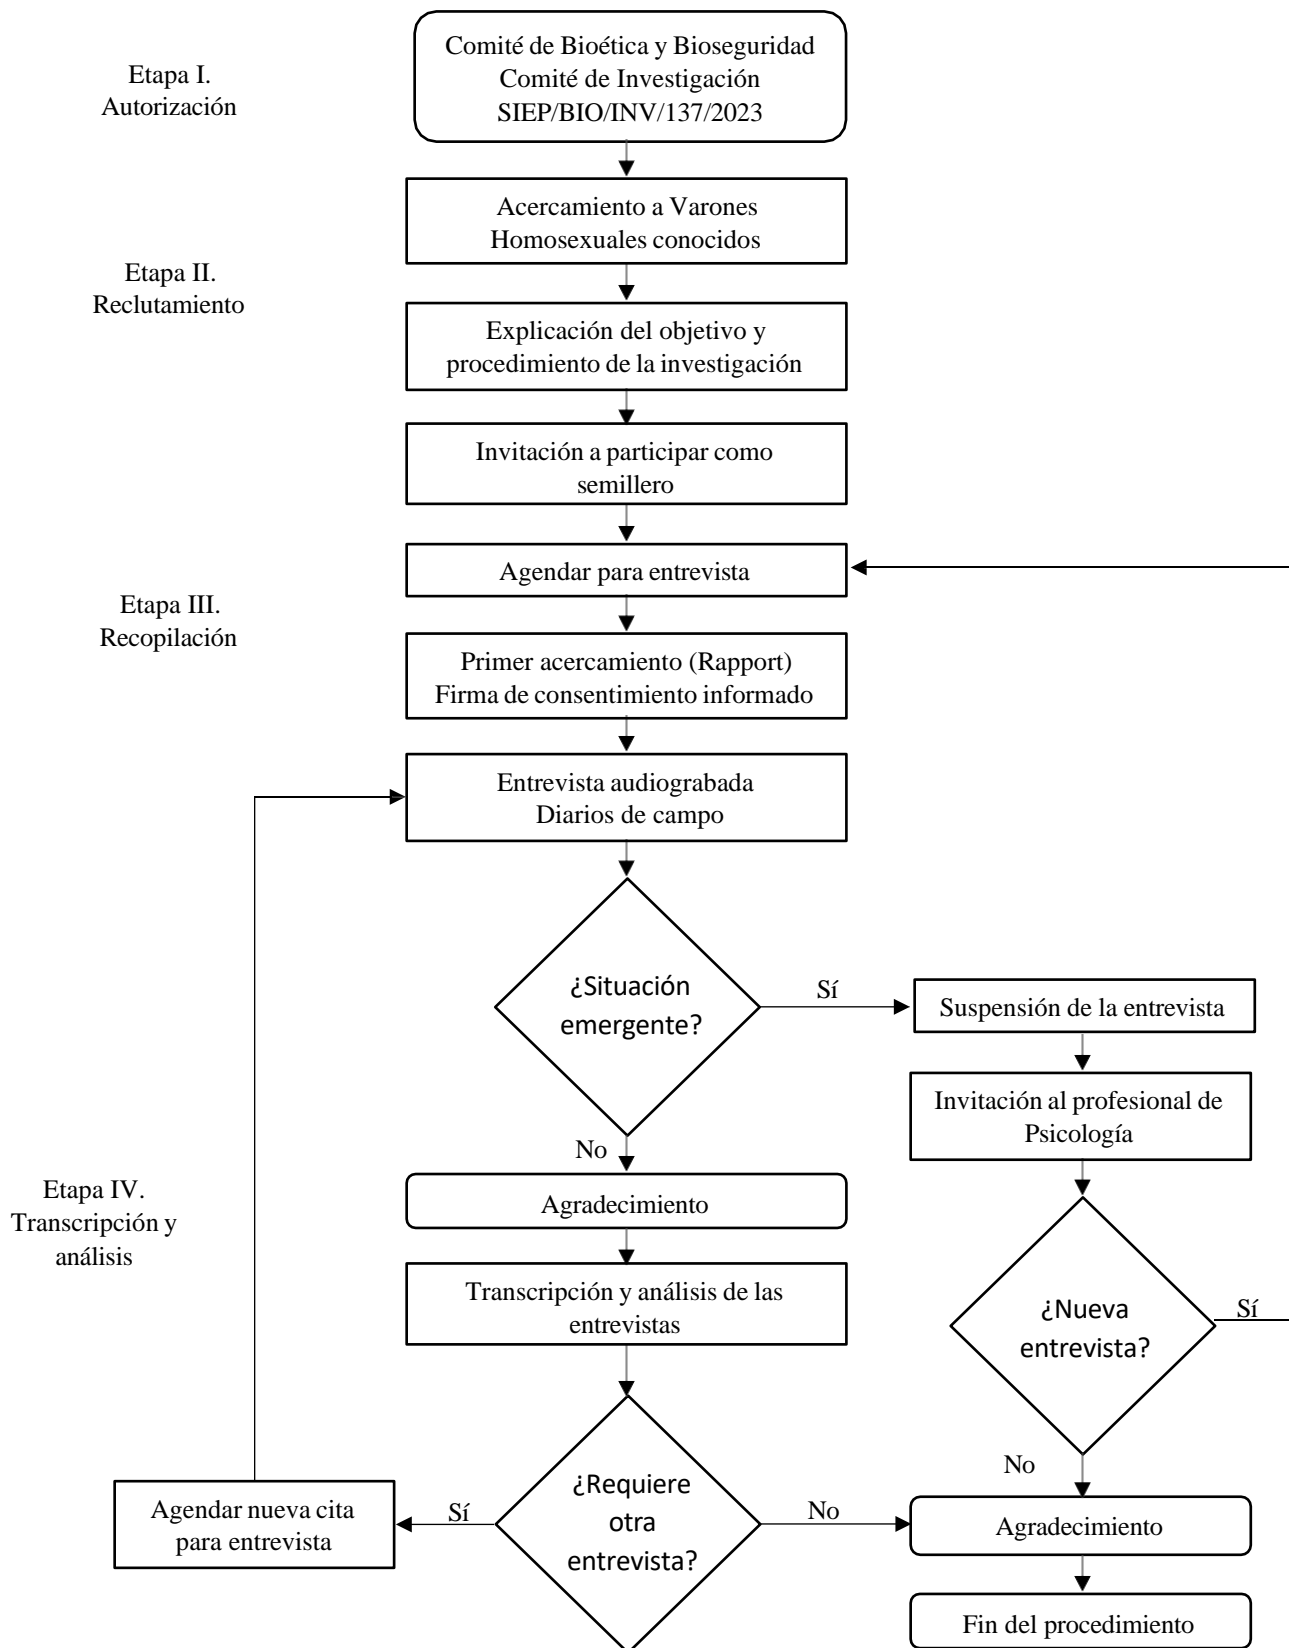 Etapa I.
Autorización
Comité de Bioética y Bioseguridad
Comité de Investigación
SIEP/BIO/INV/137/2023
Acercamiento a Varones
Homosexuales conocidos
Etapa II.
Reclutamiento
Explicación del objetivo y
procedimiento de la investigación
Invitación a participar como
semillero
Agendar para entrevista
Etapa III.
Recopilación
Primer acercamiento (Rapport)
Firma de consentimiento informado
Entrevista audiograbada
Diarios de campo
¿Situación
emergente?
Sí
Suspensión de la entrevista
Invitación al profesional de
Psicología
No
Etapa IV.
Transcripción y
análisis
Agradecimiento
Transcripción y análisis de las
entrevistas
¿Nueva
entrevista?
Sí
No
¿Requiere
otra
entrevista?
Sí
Agendar nueva cita
para entrevista
No
Agradecimiento
Fin del procedimiento